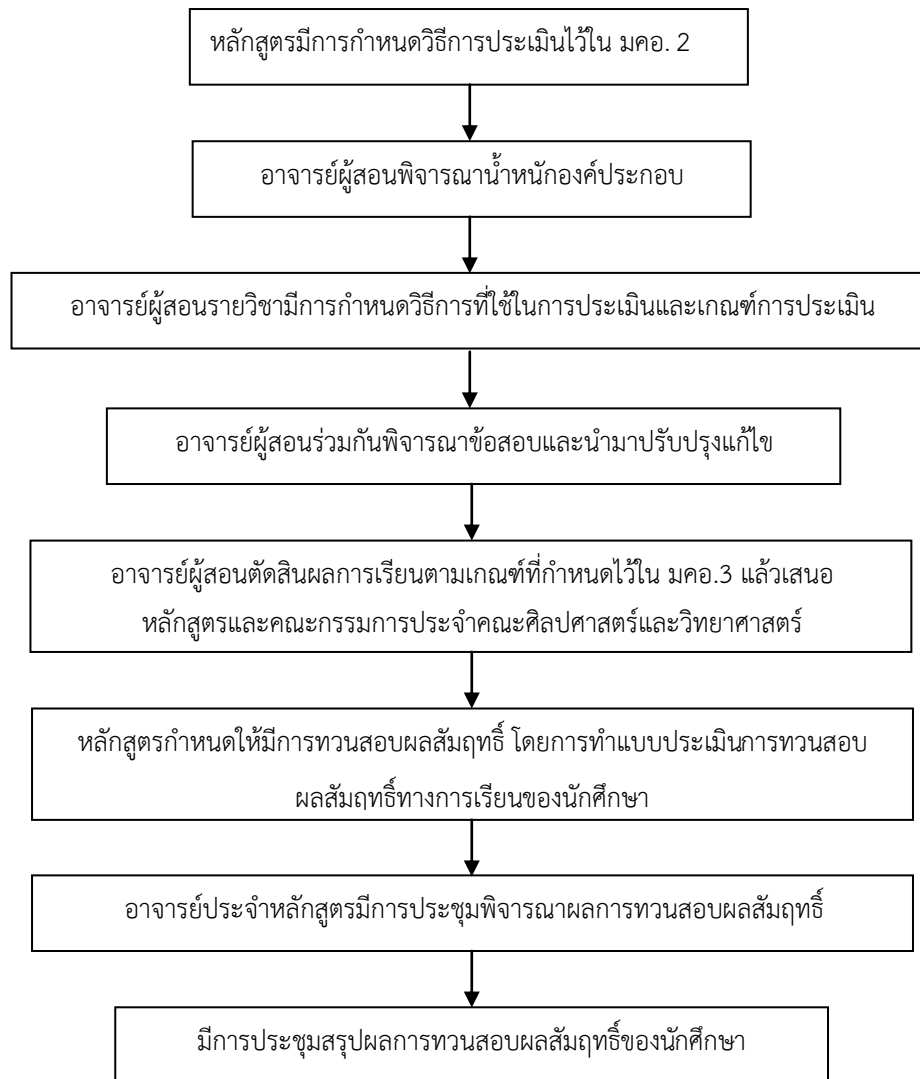 หลักสูตรมีการกำหนดวิธีการประเมินไว้ใน มคอ. 2
อาจารย์ผู้สอนพิจารณาน้ำหนักองค์ประกอบ
อาจารย์ผู้สอนรายวิชามีการกำหนดวิธีการที่ใช้ในการประเมินและเกณฑ์การประเมิน
อาจารย์ผู้สอนร่วมกันพิจารณาข้อสอบและนำมาปรับปรุงแก้ไข
อาจารย์ผู้สอนตัดสินผลการเรียนตามเกณฑ์ที่กำหนดไว้ใน มคอ.3 แล้วเสนอ
หลักสูตรและคณะกรรมการประจำคณะศิลปศาสตร์และวิทยาศาสตร์
หลักสูตรกำหนดให้มีการทวนสอบผลสัมฤทธิ์ โดยการทำแบบประเมินการทวนสอบ
ผลสัมฤทธิ์ทางการเรียนของนักศึกษา
อาจารย์ประจำหลักสูตรมีการประชุมพิจารณาผลการทวนสอบผลสัมฤทธิ์
มีการประชุมสรุปผลการทวนสอบผลสัมฤทธิ์ของนักศึกษา